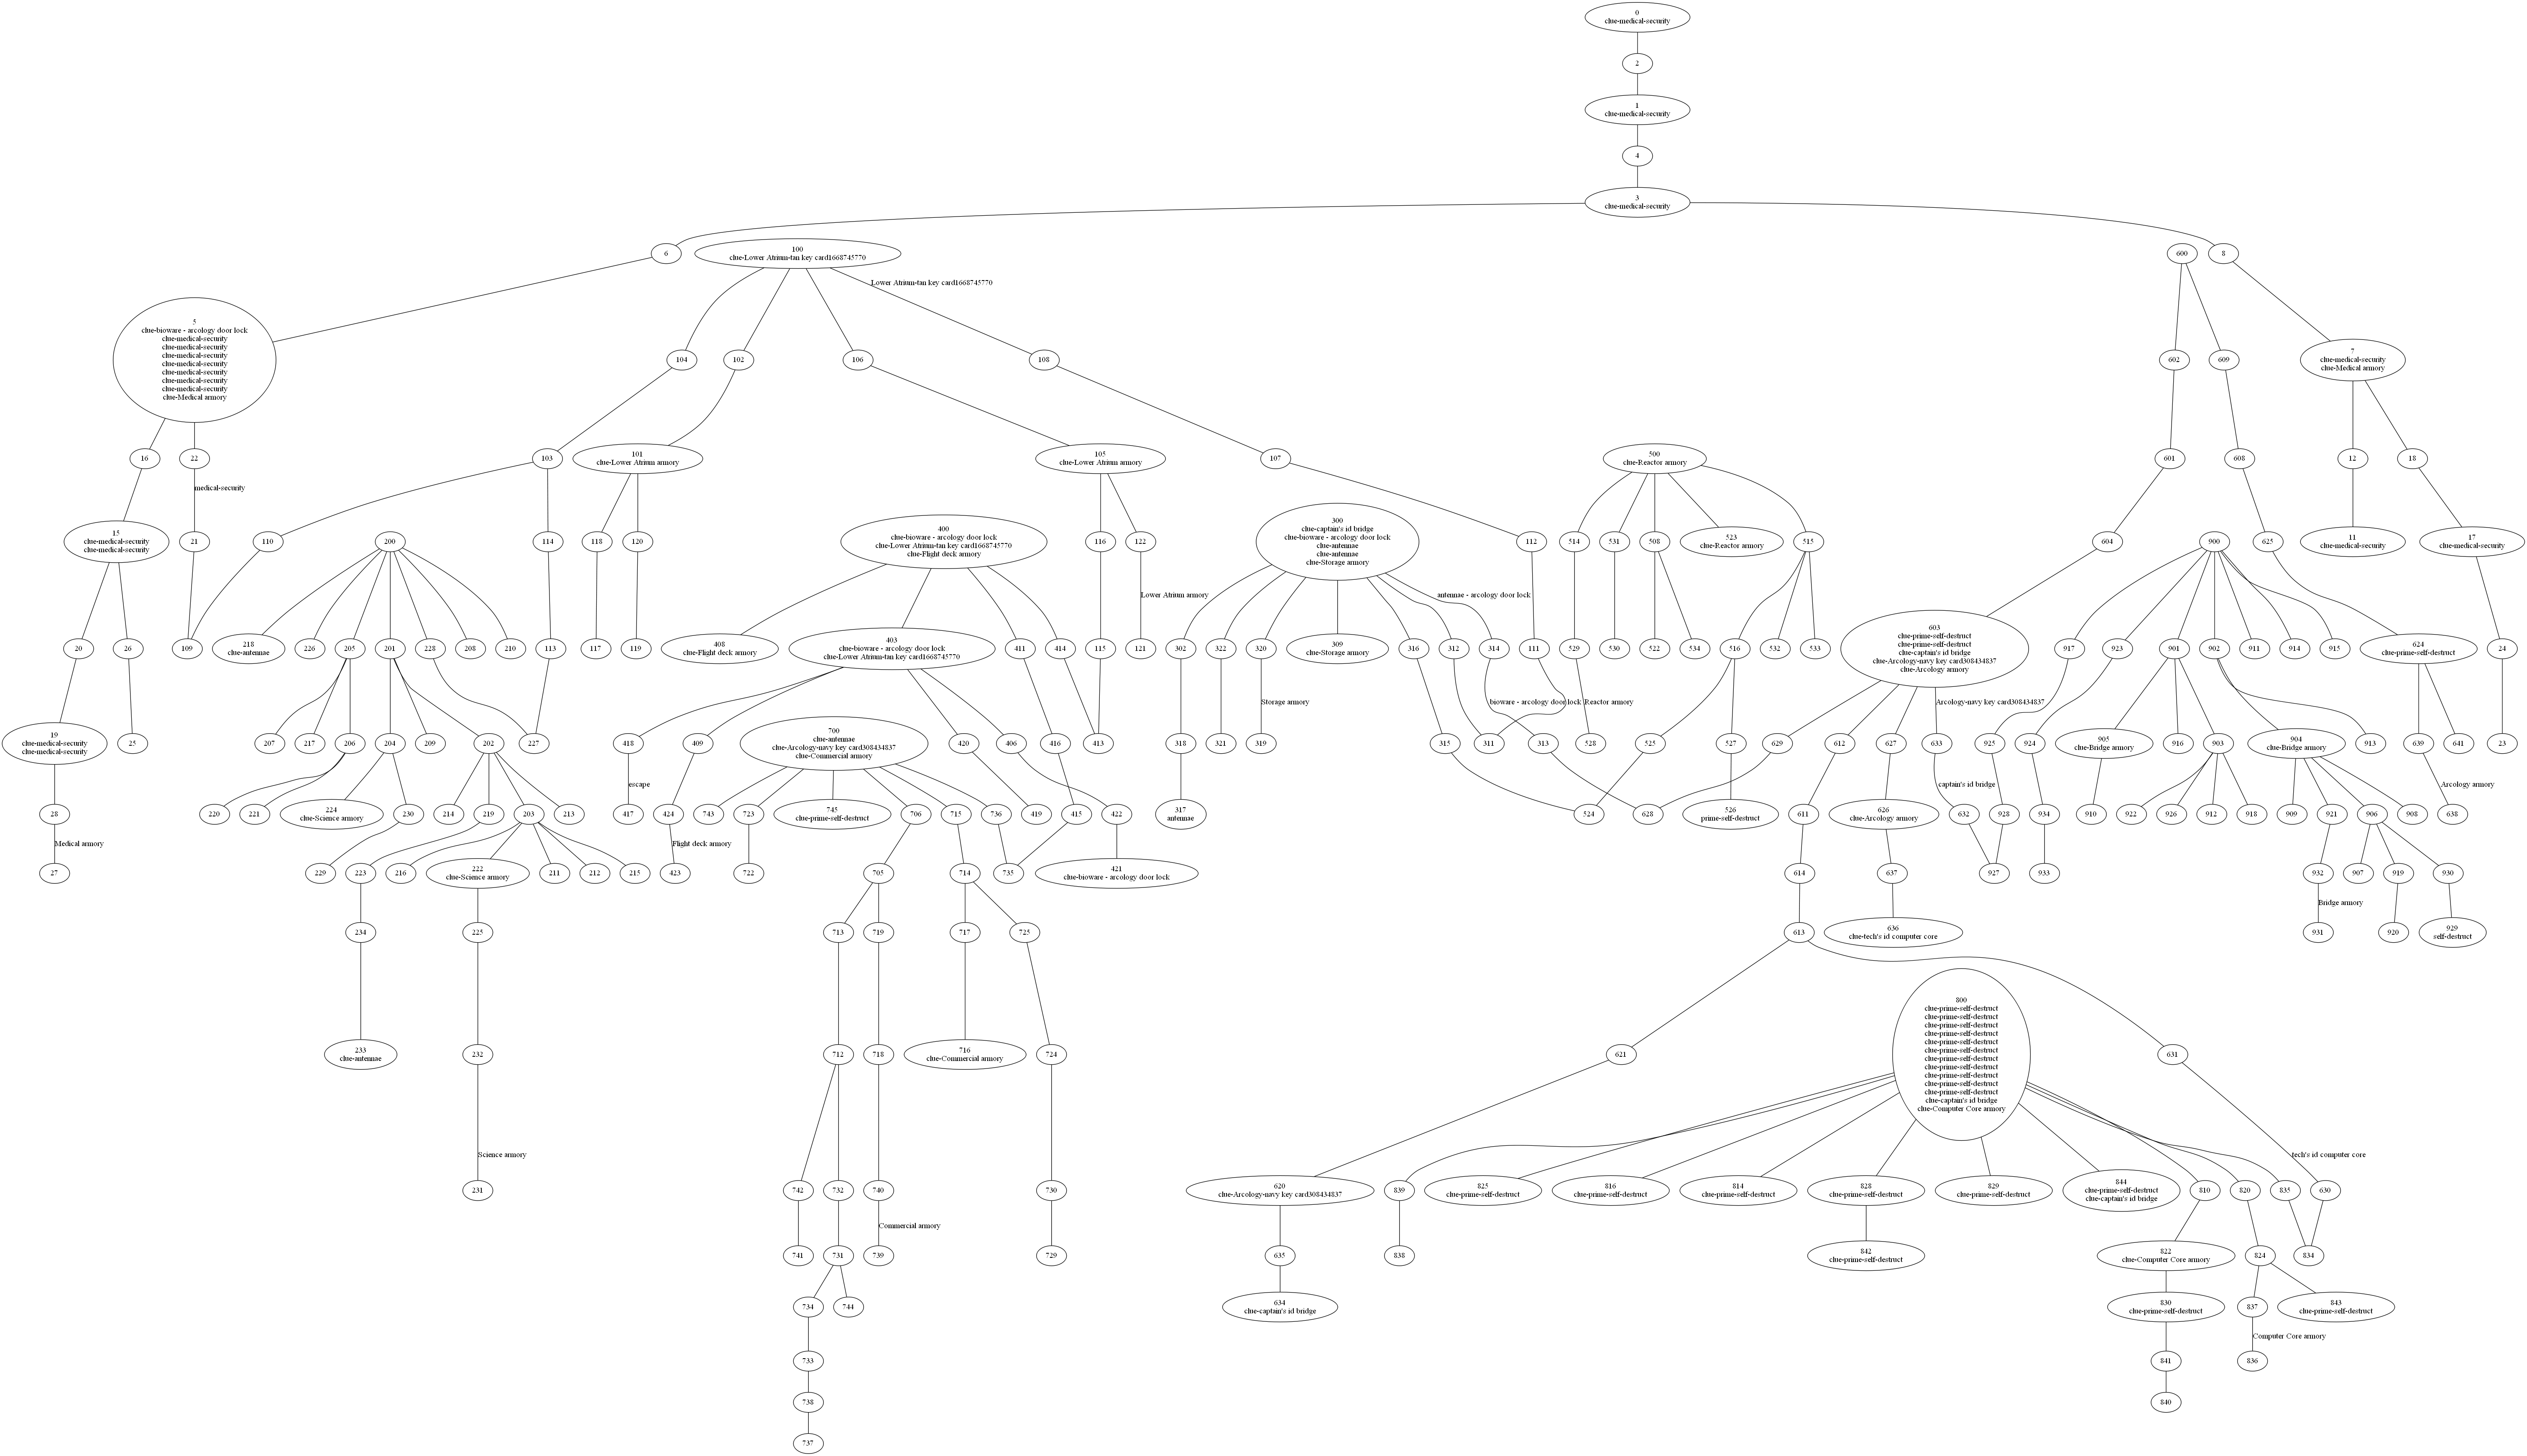 0
clue-medical-security
2
1
clue-medical-security
4
3
clue-medical-security
6
100
clue-Lower Atrium-tan key card1668745770
600
8
Lower Atrium-tan key card1668745770
5
clue-bioware - arcology door lock
clue-medical-security
clue-medical-security
clue-medical-security
clue-medical-security
clue-medical-security
clue-medical-security
clue-medical-security
clue-Medical armory
104
102
106
108
602
609
7
clue-medical-security
clue-Medical armory
16
22
103
101
clue-Lower Atrium armory
105
clue-Lower Atrium armory
107
500
clue-Reactor armory
601
608
12
18
medical-security
15
clue-medical-security
clue-medical-security
21
110
200
114
118
120
400
clue-bioware - arcology door lock
clue-Lower Atrium-tan key card1668745770
clue-Flight deck armory
116
122
300
clue-captain's id bridge
clue-bioware - arcology door lock
clue-antennae
clue-antennae
clue-Storage armory
112
514
531
508
523
clue-Reactor armory
515
604
900
625
11
clue-medical-security
17
clue-medical-security
Lower Atrium armory
antennae - arcology door lock
20
26
109
218
clue-antennae
226
205
201
228
208
210
113
117
119
408
clue-Flight deck armory
403
clue-bioware - arcology door lock
clue-Lower Atrium-tan key card1668745770
411
414
115
121
302
322
320
309
clue-Storage armory
316
312
314
111
529
530
522
534
516
532
533
603
clue-prime-self-destruct
clue-prime-self-destruct
clue-captain's id bridge
clue-Arcology-navy key card308434837
clue-Arcology armory
917
923
901
902
911
914
915
624
clue-prime-self-destruct
24
Storage armory
bioware - arcology door lock
Reactor armory
Arcology-navy key card308434837
19
clue-medical-security
clue-medical-security
25
207
217
206
204
209
202
227
418
409
700
clue-antennae
clue-Arcology-navy key card308434837
clue-Commercial armory
420
406
416
413
318
321
319
315
311
313
528
525
527
629
612
627
633
925
924
905
clue-Bridge armory
916
903
904
clue-Bridge armory
913
639
641
23
escape
captain's id bridge
Arcology armory
28
220
221
224
clue-Science armory
230
214
219
203
213
417
424
743
723
745
clue-prime-self-destruct
706
715
736
419
415
422
317
antennae
524
628
526
prime-self-destruct
611
626
clue-Arcology armory
632
928
934
910
922
926
912
918
909
921
906
908
638
Medical armory
Flight deck armory
27
229
223
216
222
clue-Science armory
211
212
215
423
722
705
714
735
421
clue-bioware - arcology door lock
614
637
927
933
932
907
919
930
Bridge armory
234
225
713
719
717
725
613
636
clue-tech's id computer core
931
920
929
self-destruct
233
clue-antennae
232
712
718
716
clue-Commercial armory
724
621
800
clue-prime-self-destruct
clue-prime-self-destruct
clue-prime-self-destruct
clue-prime-self-destruct
clue-prime-self-destruct
clue-prime-self-destruct
clue-prime-self-destruct
clue-prime-self-destruct
clue-prime-self-destruct
clue-prime-self-destruct
clue-prime-self-destruct
clue-captain's id bridge
clue-Computer Core armory
631
Science armory
tech's id computer core
231
742
732
740
730
620
clue-Arcology-navy key card308434837
839
825
clue-prime-self-destruct
816
clue-prime-self-destruct
814
clue-prime-self-destruct
828
clue-prime-self-destruct
829
clue-prime-self-destruct
844
clue-prime-self-destruct
clue-captain's id bridge
810
820
835
630
Commercial armory
741
731
739
729
635
838
842
clue-prime-self-destruct
822
clue-Computer Core armory
824
834
734
744
634
clue-captain's id bridge
830
clue-prime-self-destruct
837
843
clue-prime-self-destruct
Computer Core armory
733
841
836
738
840
737